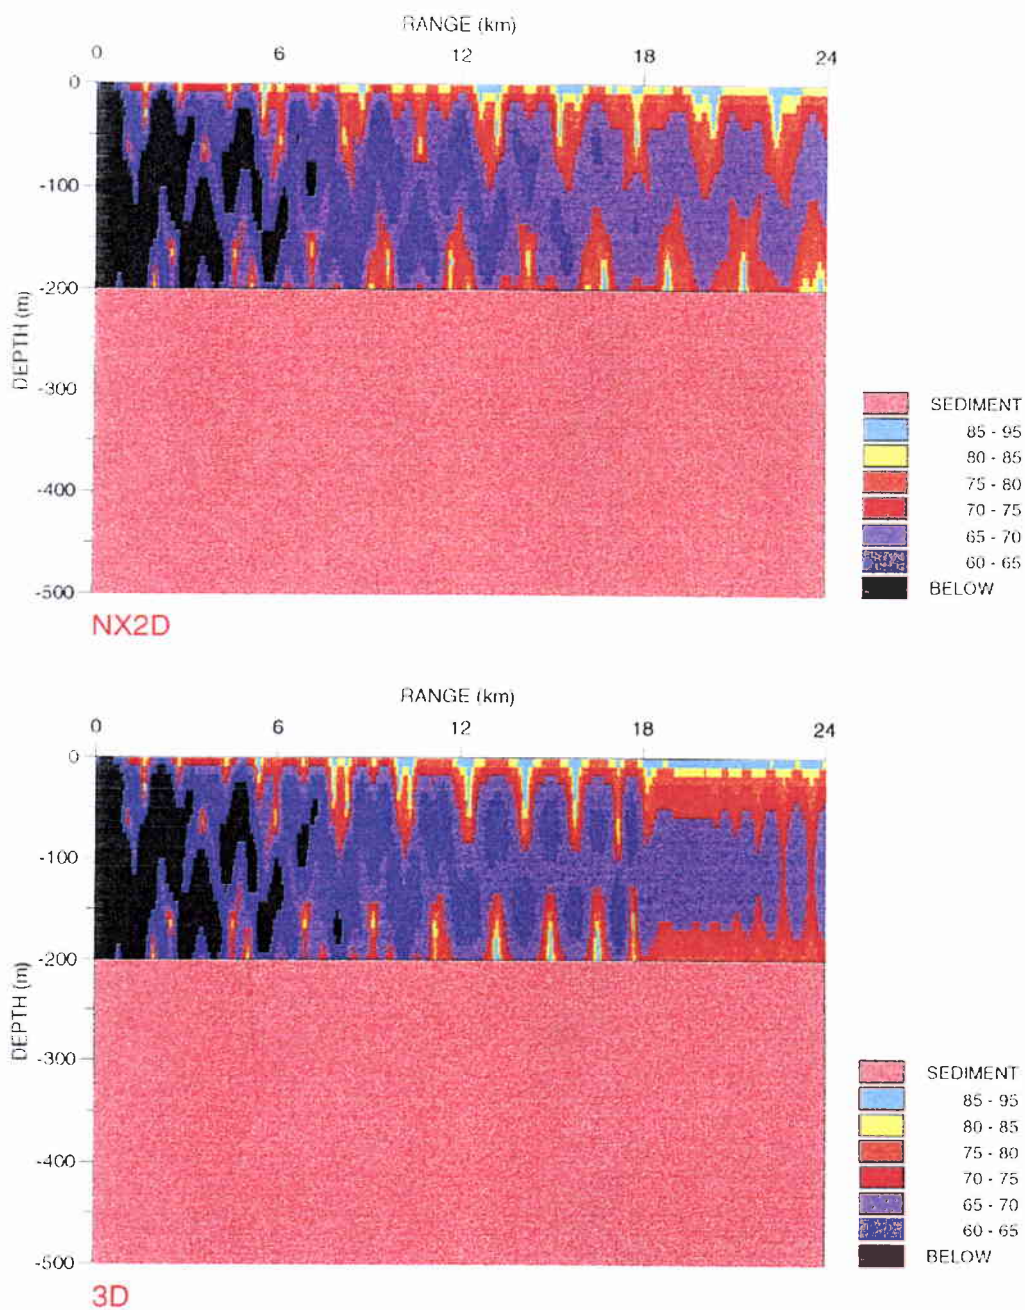 RANGE (km)
0 6 12 18 24
0
-100
-200
-300
-400
-500
DEPTH (m)
SEDIMENT
85 - 95
80 - 85
75 - 80
70 - 75
65 - 70
60 - 65
BELOW
NX2D
RANGE (km)
0 6 12 18 24
0
-100
-200
-300
-400
-500
DEPTH (m)
SEDIMENT
85 - 95
80 - 85
75 - 80
70 - 75
65 - 70
60 - 65
BELOW
3D